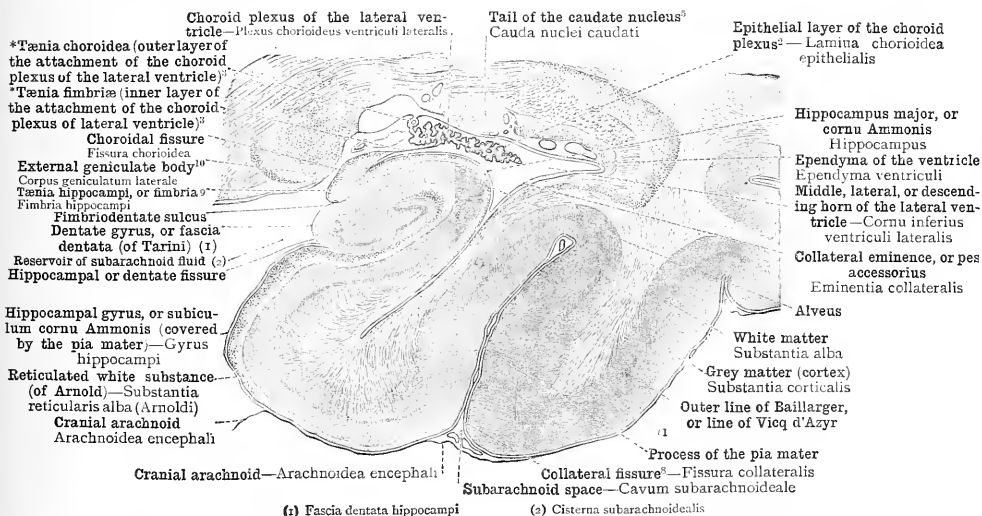 Choroid plexus of the lateral ven-
tricle—Plexus chorioideus ventriculi lateralis
Tail of the caudate nucleus⁵
Cauda nuclei caudati
Epithelial layer of the choroid
plexus²—Lamina chorioidea
epithelialis
*Tænia choroidea (outer layer of
the attachment of the choroid
plexus of the lateral ventricle)³
*Tænia fimbriæ (inner layer of
the attachment of the choroid
plexus of lateral ventricle)³
Choroidal fissure
Fissura chorioidea
External geniculate body¹⁰
Corpus geniculatum laterale
Tænia hippocampi, or fimbria⁹
Fimbria hippocampi
Fimbriodentate sulcus
Dentate gyrus, or fascia
dentata (of Tarini) (1)
Reservoir of subarachnoid fluid (2)
Hippocampal or dentate fissure
Hippocampal gyrus, or subicu-
lum cornu Ammonis (covered
by the pia mater)—Gyrus
hippocampi
Reticulated white substance
(of Arnold)—Substantia
reticularis alba (Arnoldi)
Cranial arachnoid
Arachnoidea encephali
Hippocampus major, or
cornu Ammonis
Hippocampus
Ependyma of the ventricle
Ependyma ventriculi
Middle, lateral, or descend-
ing horn of the lateral ven-
tricle—Cornu inferius
ventriculi lateralis
Collateral eminence, or pes
accessorius
Eminentia collateralis
Alveus
White matter
Substantia alba
Grey matter (cortex)
Substantia corticalis
Outer line of Baillarger,
or line of Vicq d'Azyr
Process of the pia mater
Cranial arachnoid—Arachnoidea encephali
Collateral fissure⁸—Fissura collateralis
Subarachnoid space—Cavum subarachnoideale
(1) Fascia dentata hippocampi
(2) Cisterna subarachnoidealis